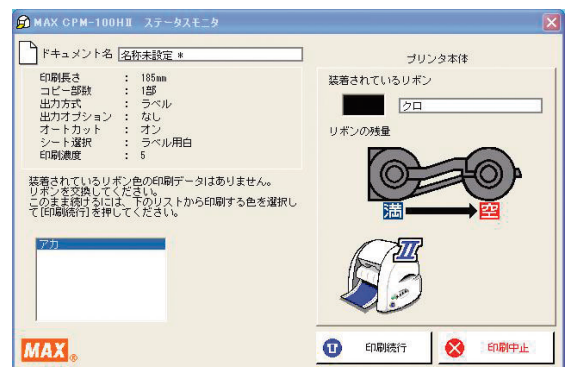 MAX CPM-100HⅡ ステータスモニタ
ドキュメント名 名称未設定 *
印刷長さ : 185mm
コピー部数 : 1部
出力方式 : ラベル
出力オプション : なし
オートカット : オン
シート選択 : ラベル用白
印刷濃度 : 5
装着されているリボン色の印刷データはありません。
リボンを交換してください。
このまま続けるには、下のリストから印刷する色を選択し
て[印刷続行]を押してください。
アカ
MAX®
プリンタ本体
装着されているリボン
クロ
リボンの残量
満 空
Ⅱ
印刷続行
印刷中止